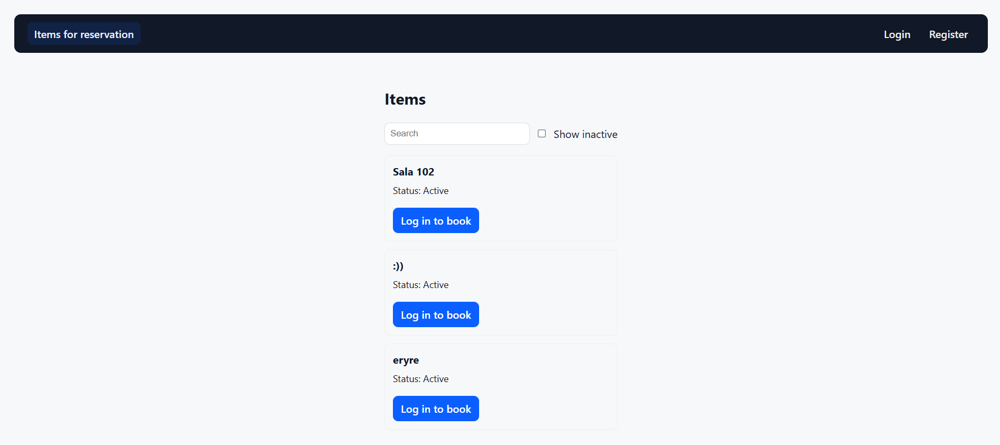 Items for reservation
Login
Register
Items
Search
Show inactive
Sala 102
Status: Active
Log in to book
:))
Status: Active
Log in to book
eryre
Status: Active
Log in to book